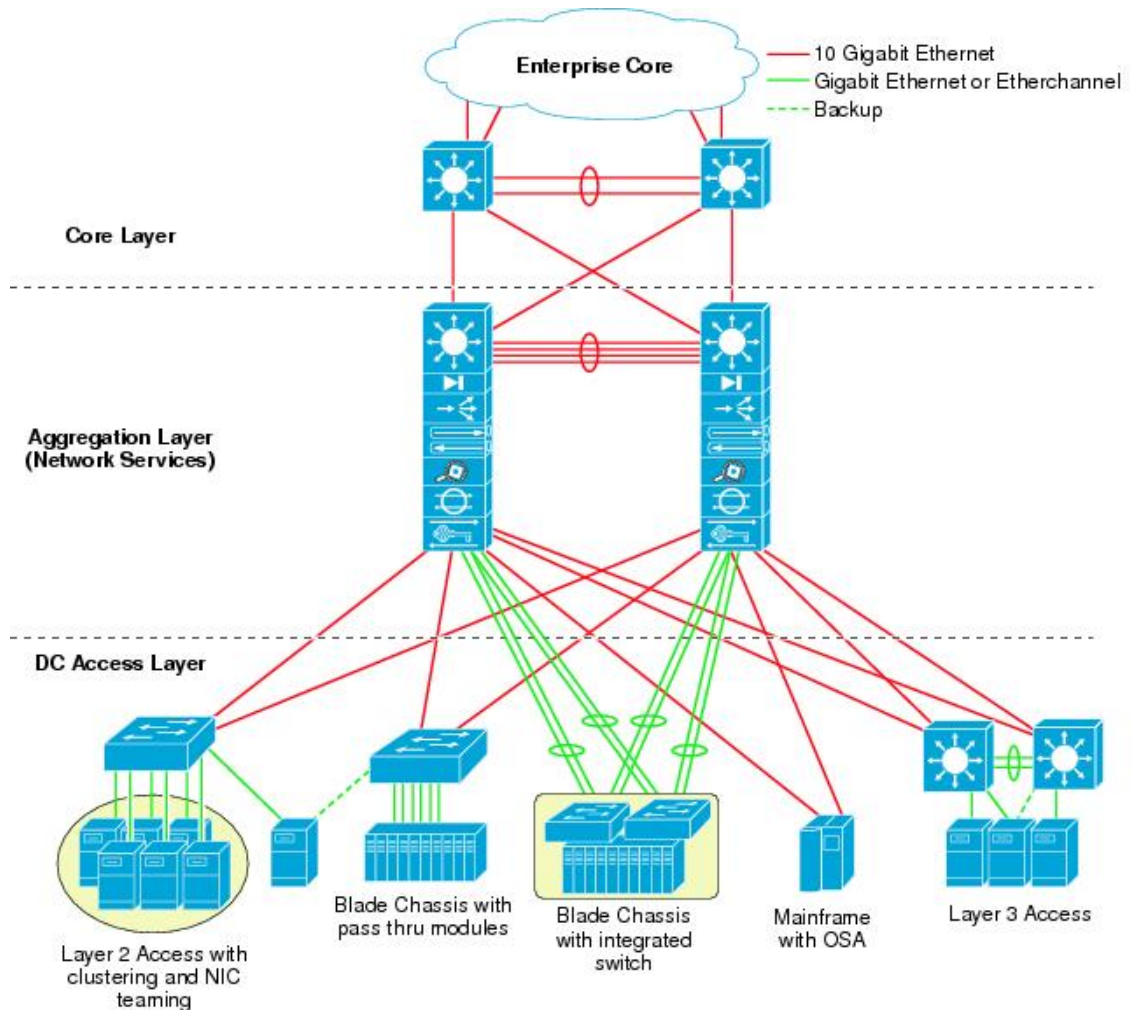 Enterprise Core
10 Gigabit Ethernet
Gigabit Ethernet or Etherchannel
Backup
Core Layer
Aggregation Layer
(Network Services)
DC Access Layer
Layer 2 Access with
clustering and NIC
teaming
Blade Chassis with
pass thru modules
Blade Chassis
with integrated
switch
Mainframe
with OSA
Layer 3 Access